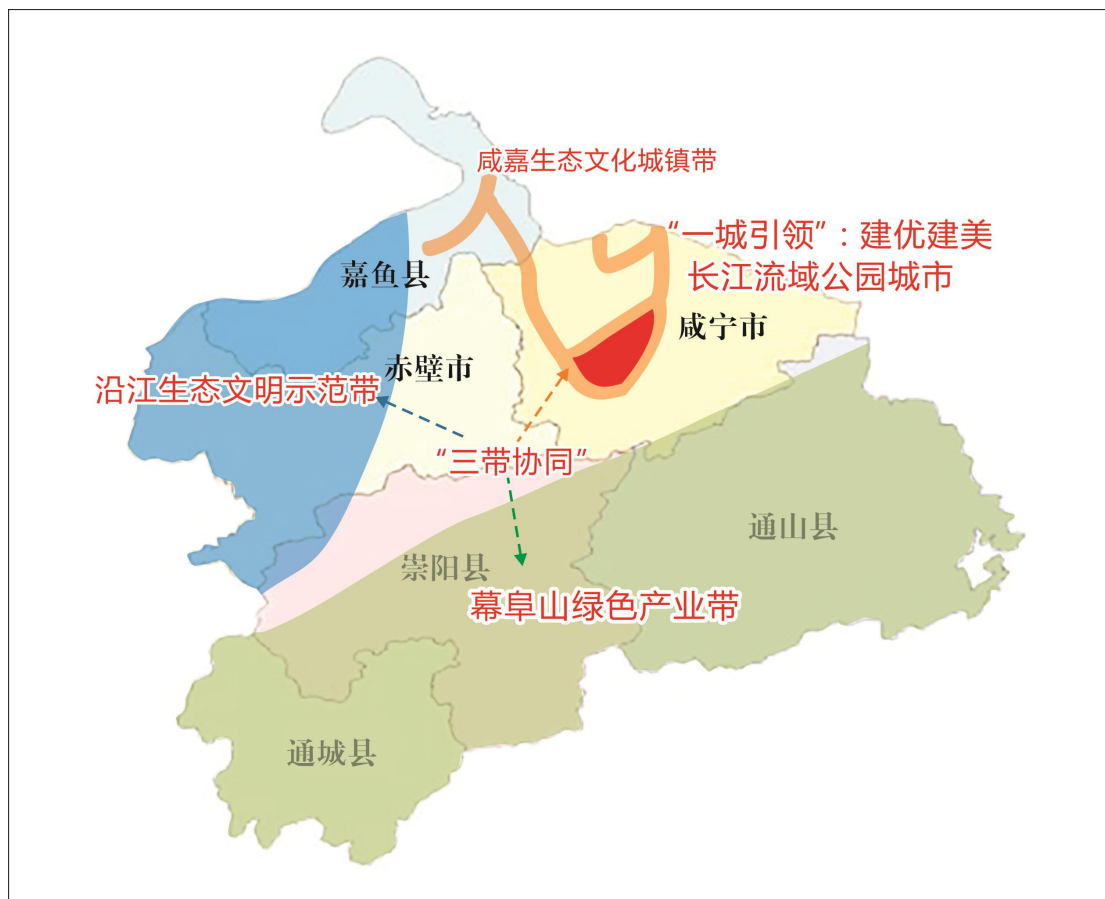 咸嘉生态文化城镇带
“一城引领”：建优建美
长江流域公园城市
嘉鱼县
咸宁市
赤壁市
沿江生态文明示范带
“三带协同”
通山县
崇阳县
幕阜山绿色产业带
通城县